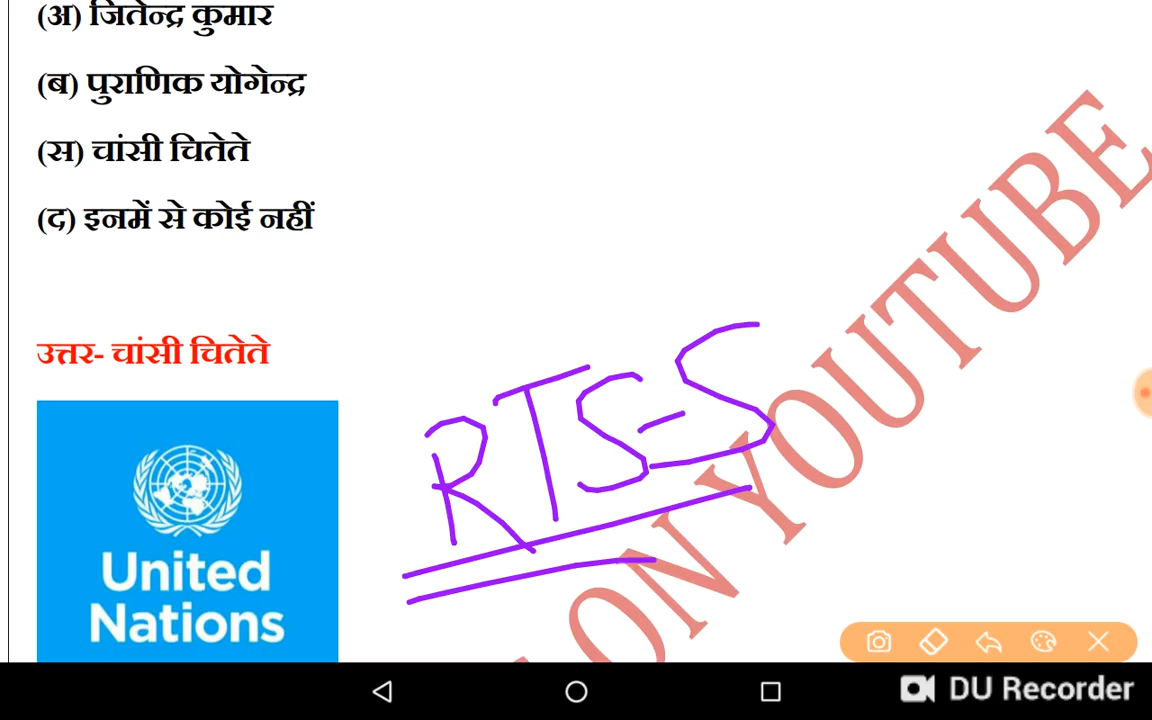 (अ) जितेन्द्र कुमार
(ब) पुराणिक योगेन्द्र
(स) चांसी चितेते
(द) इनमें से कोई नहीं
उत्तर- चांसी चितेते
RTS-S
United
Nations
ON YOUTUBE
DU Recorder